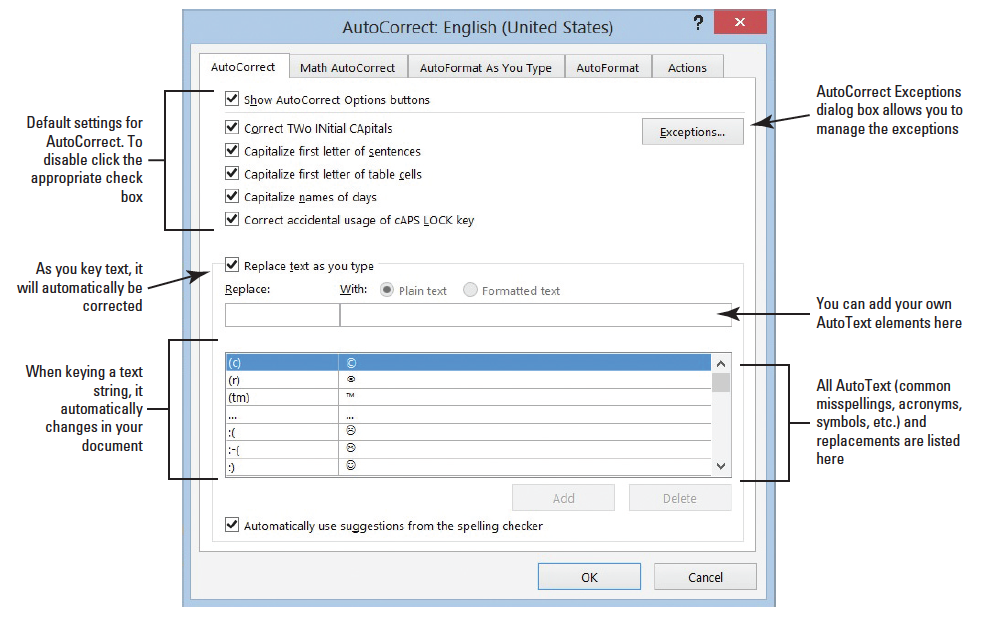 AutoCorrect: English (United States)
?
AutoCorrect
Math AutoCorrect
AutoFormat As You Type
AutoFormat
Actions
Show AutoCorrect Options buttons
Correct TWo INitial CApitals
Exceptions...
Capitalize first letter of sentences
Capitalize first letter of table cells
Capitalize names of days
Correct accidental usage of cAPS LOCK key
Replace text as you type
Replace:
With:
Plain text
Formatted text
(c) ©
(r) ®
(tm) ™
... ...
:( ☹
:-( ☹
:) ☺
Add
Delete
Automatically use suggestions from the spelling checker
OK
Cancel
Default settings for
AutoCorrect. To
disable click the
appropriate check
box
As you key text, it
will automatically be
corrected
When keying a text
string, it
automatically
changes in your
document
AutoCorrect Exceptions
dialog box allows you to
manage the exceptions
You can add your own
AutoText elements here
All AutoText (common
misspellings, acronyms,
symbols, etc.) and
replacements are listed
here